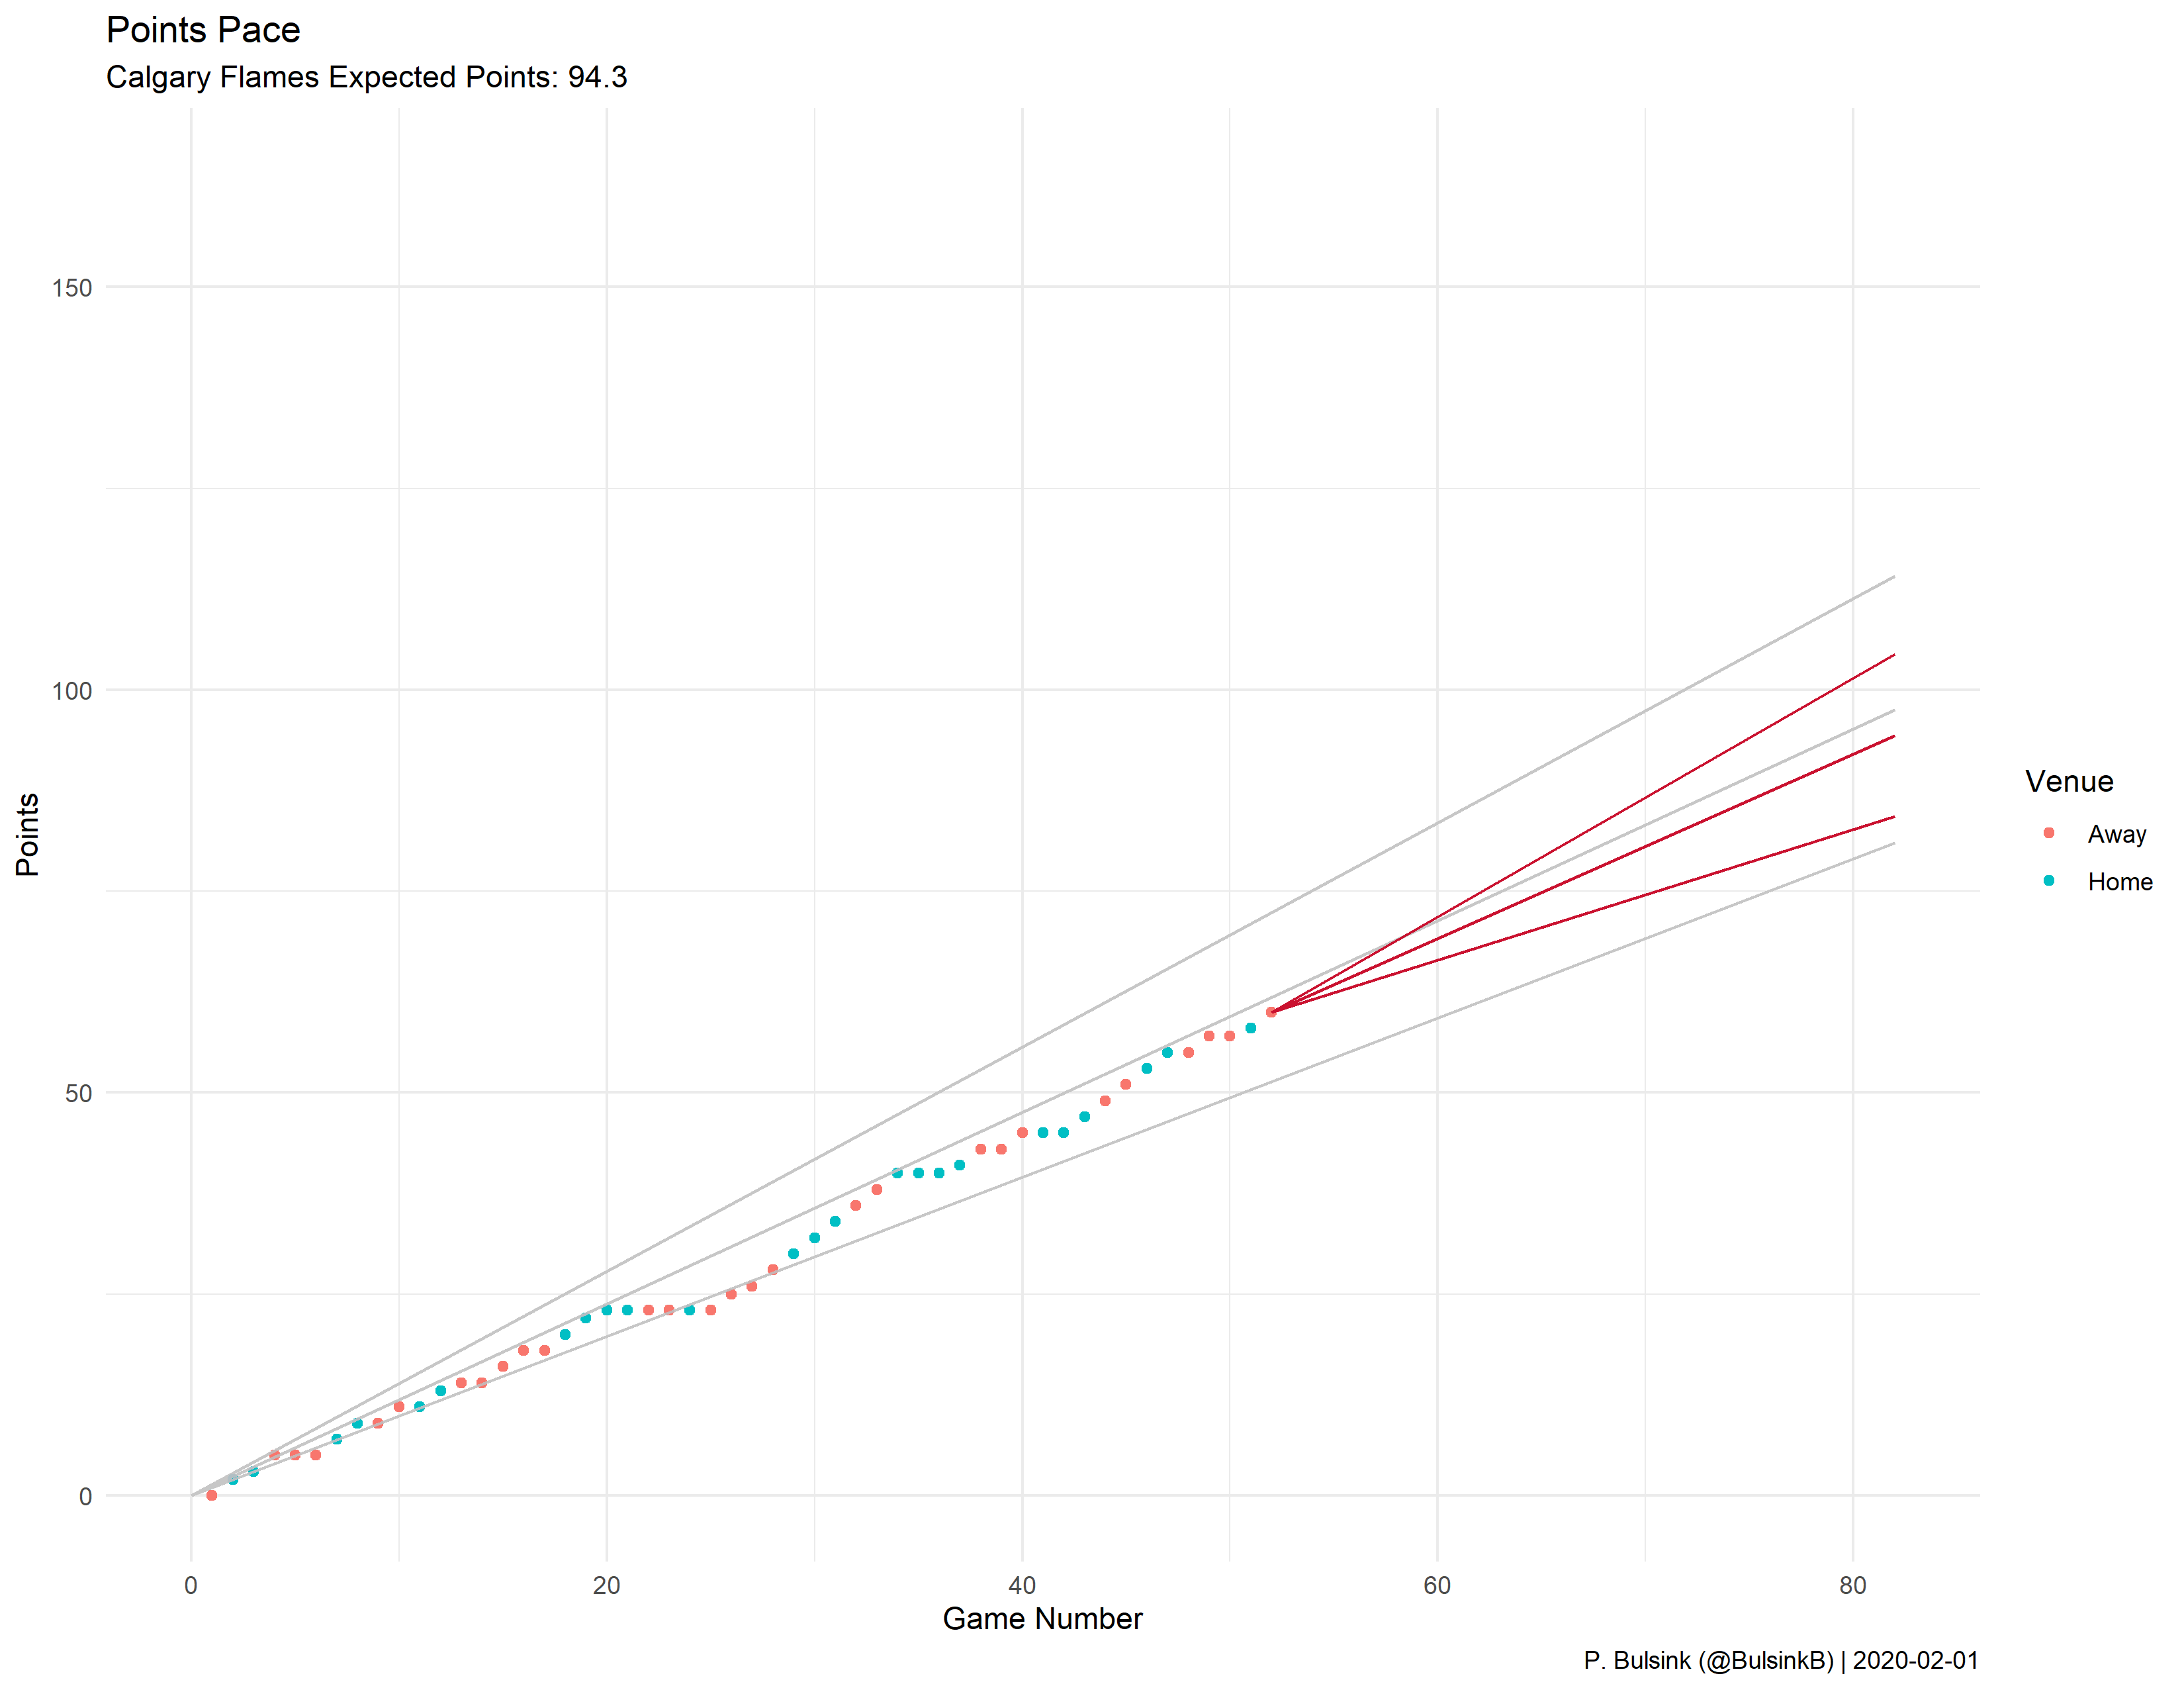 Points Pace
Calgary Flames Expected Points: 94.3
150
100
50
0
Points
0 20 40 60 80
Game Number
Venue
Away
Home
P. Bulsink (@BulsinkB) | 2020-02-01